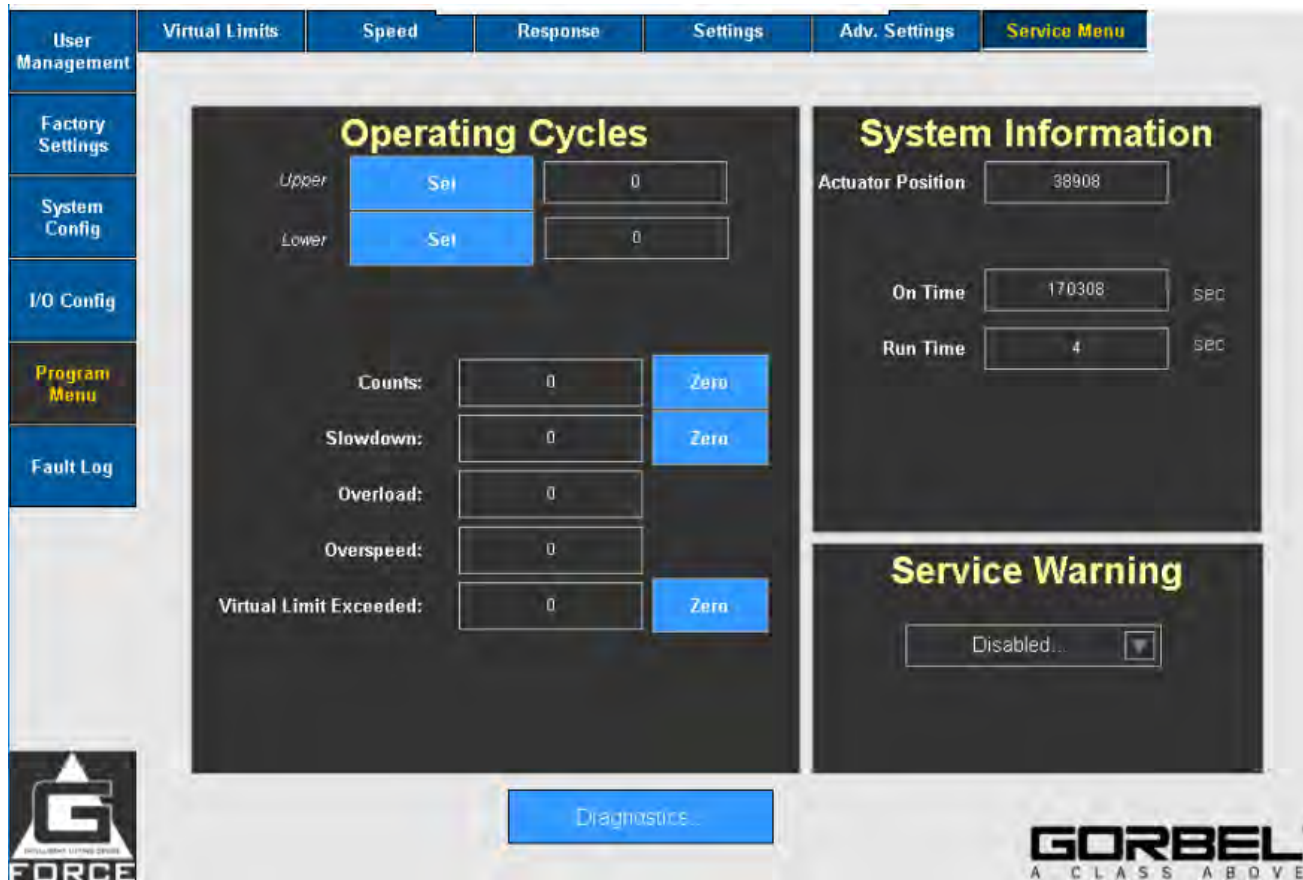 User
Management
Virtual Limits
Speed
Response
Settings
Adv. Settings
Service Menu
Factory
Settings
System
Config
I/O Config
Program
Menu
Fault Log
Operating Cycles
Upper
Set
0
Lower
Set
0
Counts:
0
Zero
Slowdown:
0
Zero
Overload:
0
Overspeed:
0
Virtual Limit Exceeded:
0
Zero
System Information
Actuator Position
38908
On Time
170308
sec
Run Time
4
sec
Service Warning
Disabled...
Diagnostics...
G
INTELLIGENT LIFTING DEVICE
FORCE
GORBEL
A CLASS ABOVE